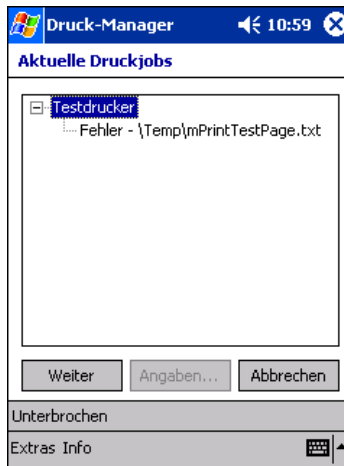 Druck-Manager 10:59
Aktuelle Druckjobs
Testdrucker
Fehler - \Temp\mPrintTestPage.txt
Weiter Angaben... Abbrechen
Unterbrochen
Extras Info